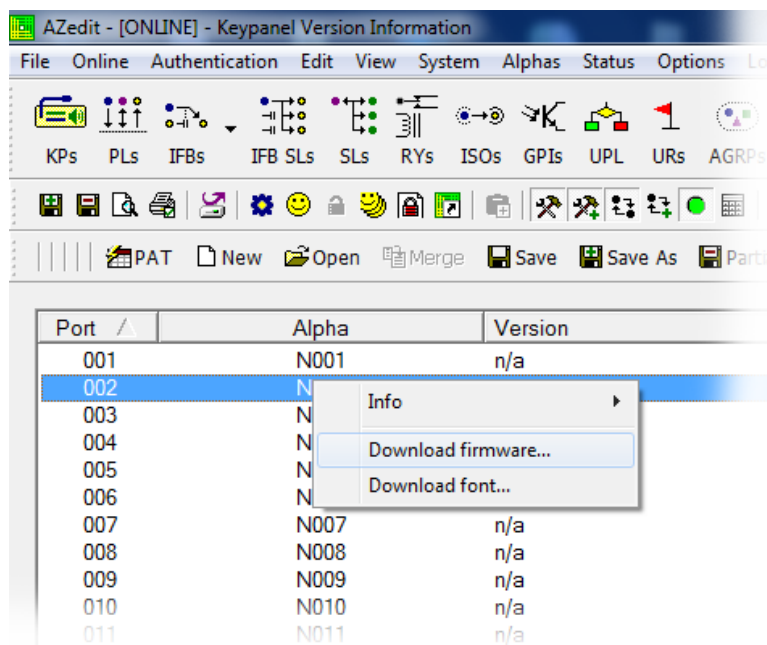 AZedit - [ONLINE] - Keypanel Version Information
File Online Authentication Edit View System Alphas Status Options Lo
KPs PLs IFBs IFB SLs SLs RYs ISOs GPIs UPL URs AGRPs
PAT New Open Merge Save Save As Parti
Port Alpha Version
001 N001 n/a
002 N
003 N
004 N
005 N
006 N
Info
Download firmware...
Download font...
007 N007 n/a
008 N008 n/a
009 N009 n/a
010 N010 n/a
011 N011 n/a